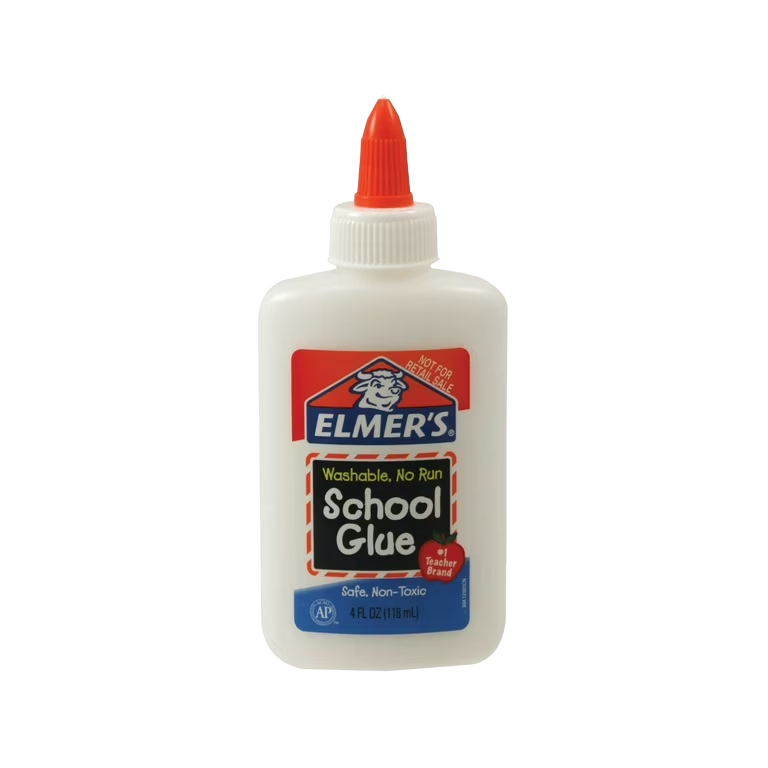 NOT FOR
RETAIL SALE
ELMER'S®
Washable, No Run
School
Glue
#1
Teacher
Brand
Safe, Non-Toxic
AP
4 FL OZ (118 mL)